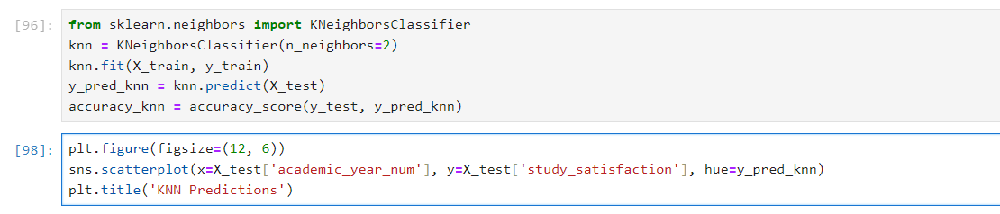 [96]: from sklearn.neighbors import KNeighborsClassifier
knn = KNeighborsClassifier(n_neighbors=2)
knn.fit(X_train, y_train)
y_pred_knn = knn.predict(X_test)
accuracy_knn = accuracy_score(y_test, y_pred_knn)
[98]: plt.figure(figsize=(12, 6))
sns.scatterplot(x=X_test['academic_year_num'], y=X_test['study_satisfaction'], hue=y_pred_knn)
plt.title('KNN Predictions')